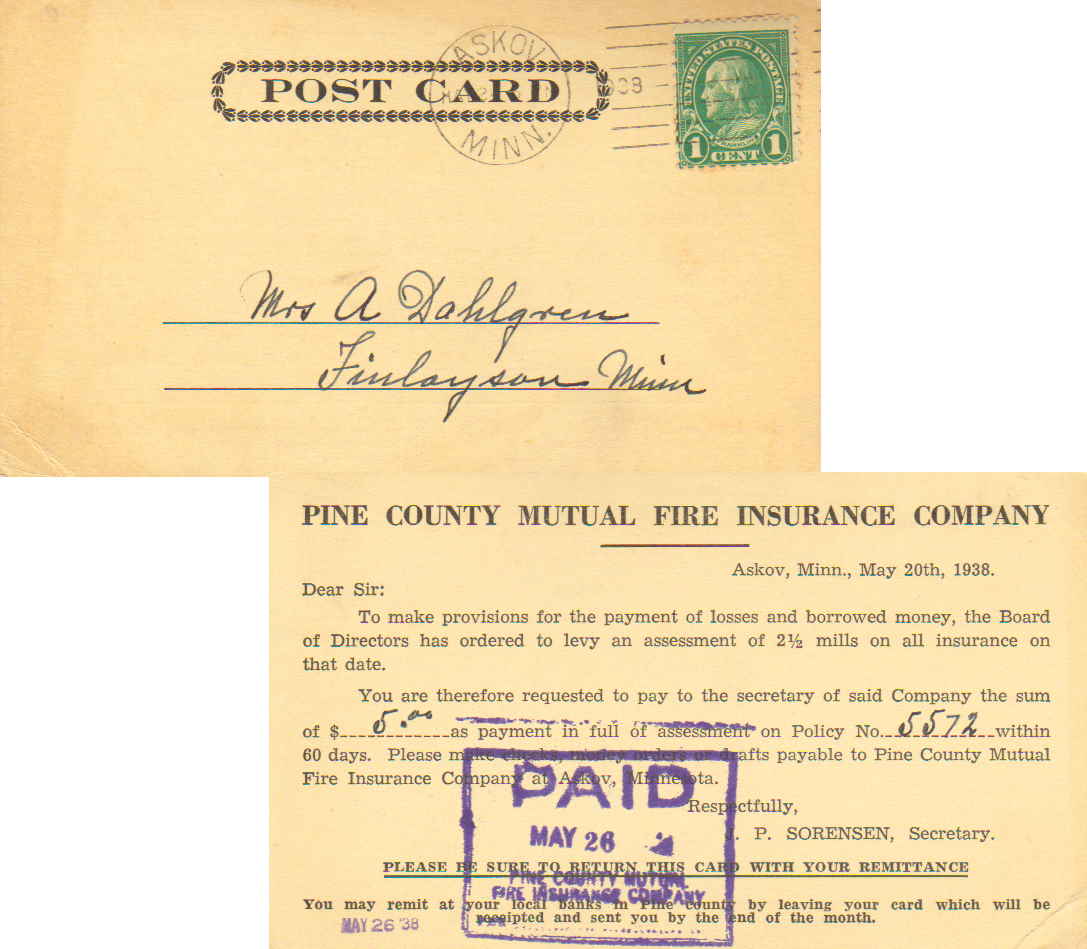 ASKOV
MINN.
POST CARD
UNITED STATES POSTAGE
FRANKLIN
1 CENT 1
Mrs A Dahlgren
Finlayson Minn
PINE COUNTY MUTUAL FIRE INSURANCE COMPANY
Askov, Minn., May 20th, 1938.
Dear Sir:
To make provisions for the payment of losses and borrowed money, the Board
of Directors has ordered to levy an assessment of 2½ mills on all insurance on
that date.
You are therefore requested to pay to the secretary of said Company the sum
of $ 5.00 as payment in full of assessment on Policy No. 5572 within
60 days. Please make checks, money orders or drafts payable to Pine County Mutual
Fire Insurance Company at Askov, Minnesota.
Respectfully,
J. P. SORENSEN, Secretary.
PAID
MAY 26
PINE COUNTY MUTUAL
FIRE INSURANCE COMPANY
PER
PLEASE BE SURE TO RETURN THIS CARD WITH YOUR REMITTANCE
You may remit at your local banks in Pine county by leaving your card which will be
receipted and sent you by the end of the month.
MAY 26 '38